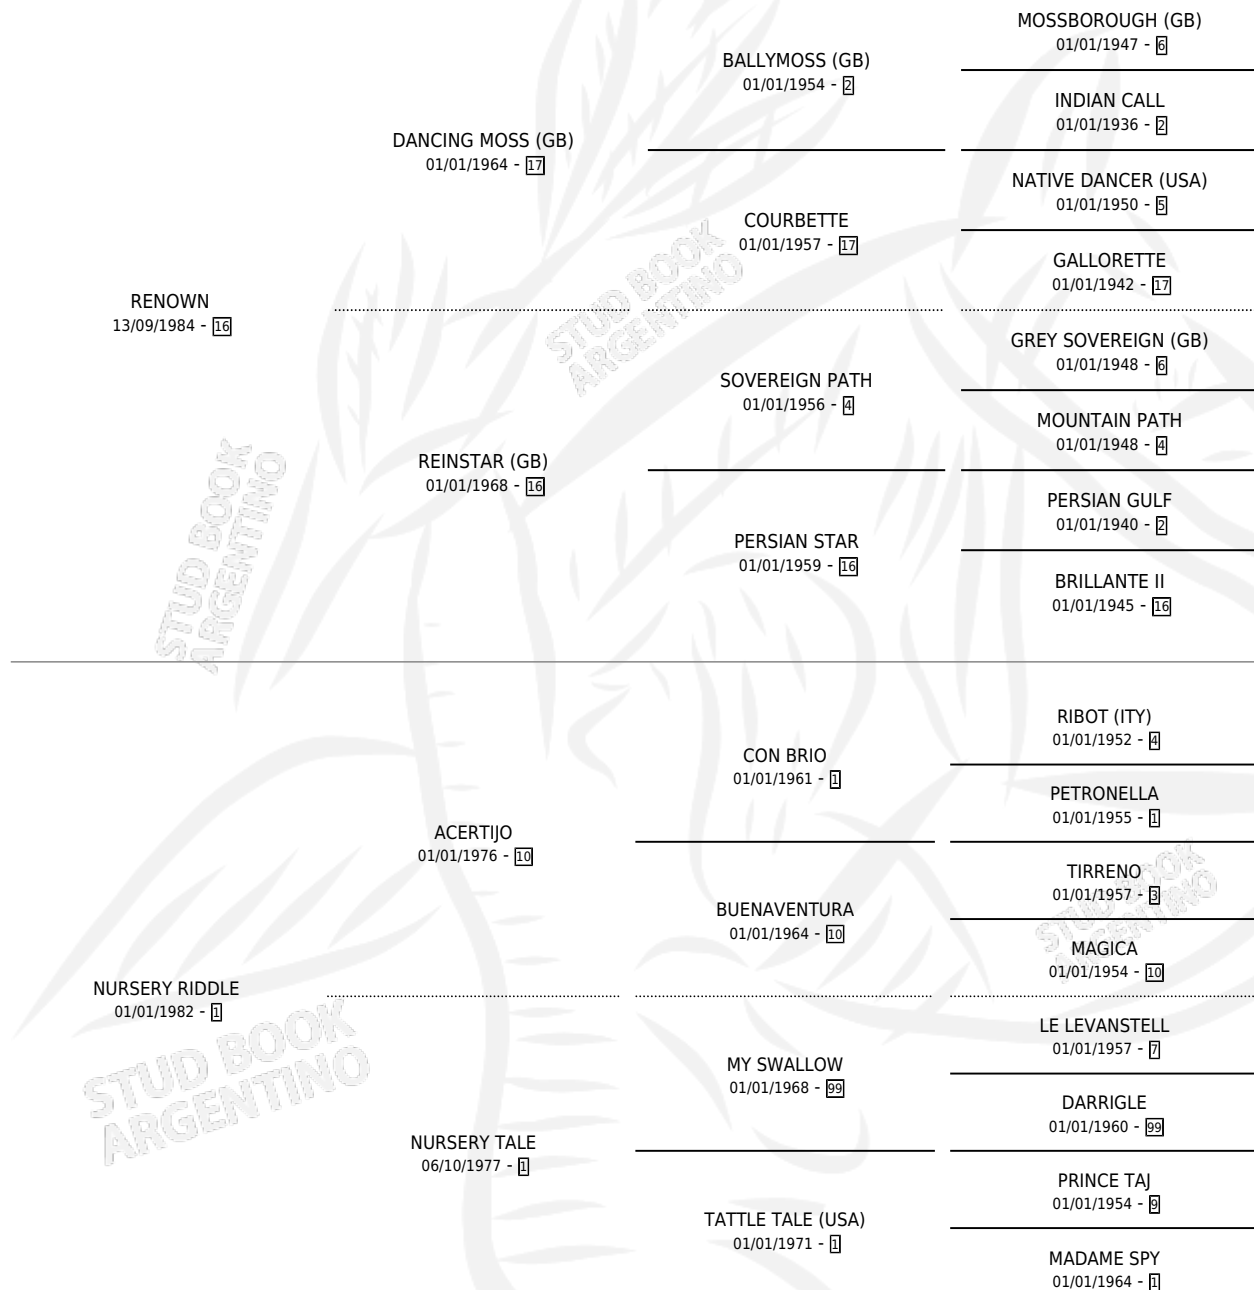 MOSSBOROUGH (GB)
01/01/1947 - 6
BALLYMOSS (GB)
01/01/1954 - 2
INDIAN CALL
01/01/1936 - 2
DANCING MOSS (GB)
01/01/1964 - 17
NATIVE DANCER (USA)
01/01/1950 - 5
COURBETTE
01/01/1957 - 17
GALLORETTE
01/01/1942 - 17
RENOWN
13/09/1984 - 16
GREY SOVEREIGN (GB)
01/01/1948 - 6
SOVEREIGN PATH
01/01/1956 - 4
MOUNTAIN PATH
01/01/1948 - 4
REINSTAR (GB)
01/01/1968 - 16
PERSIAN GULF
01/01/1940 - 2
PERSIAN STAR
01/01/1959 - 16
BRILLANTE II
01/01/1945 - 16
RIBOT (ITY)
01/01/1952 - 4
CON BRIO
01/01/1961 - 1
PETRONELLA
01/01/1955 - 1
ACERTIJO
01/01/1976 - 10
TIRRENO
01/01/1957 - 3
BUENAVENTURA
01/01/1964 - 10
MAGICA
01/01/1954 - 10
NURSERY RIDDLE
01/01/1982 - 1
LE LEVANSTELL
01/01/1957 - 7
MY SWALLOW
01/01/1968 - 99
DARRIGLE
01/01/1960 - 99
NURSERY TALE
06/10/1977 - 1
PRINCE TAJ
01/01/1954 - 9
TATTLE TALE (USA)
01/01/1971 - 1
MADAME SPY
01/01/1964 - 1
STUD BOOK
ARGENTINO
STUD BOOK
ARGENTINO
STUD BOOK
ARGENTINO
STUD BOOK
ARGENTINO